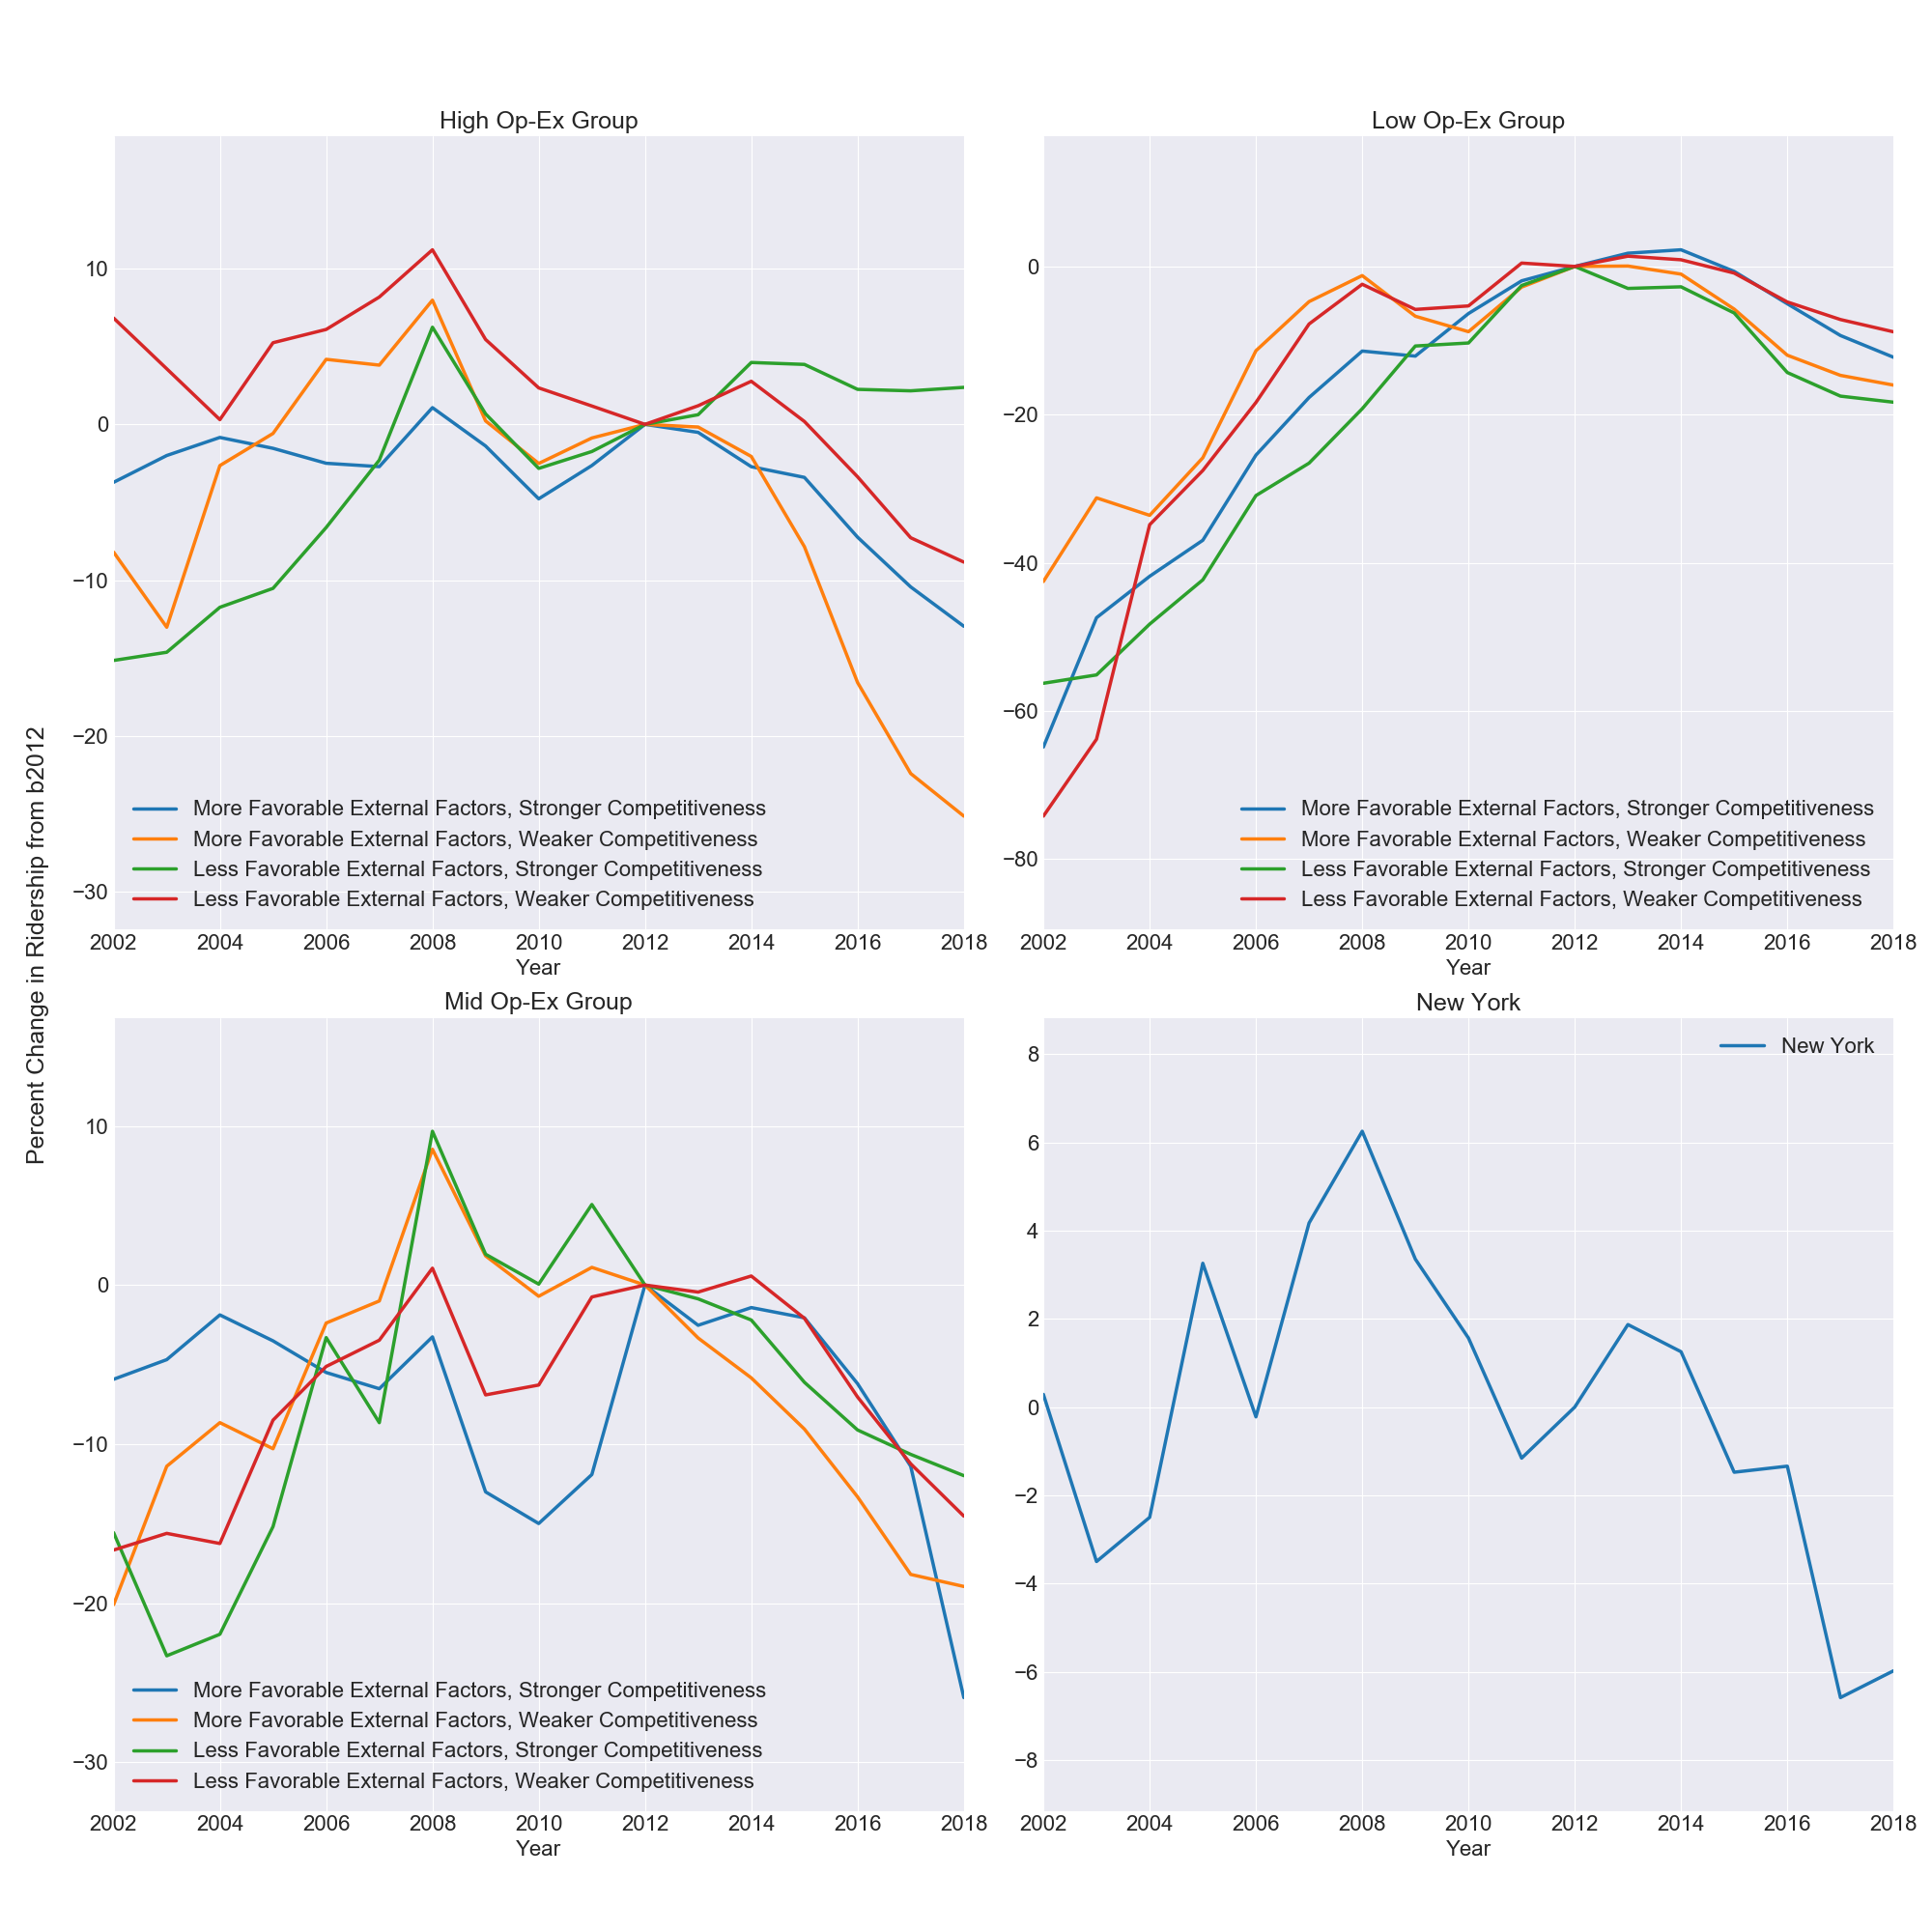 Percent Change in Ridership from b2012
High Op-Ex Group
10
0
−10
−20
−30
More Favorable External Factors, Stronger Competitiveness
More Favorable External Factors, Weaker Competitiveness
Less Favorable External Factors, Stronger Competitiveness
Less Favorable External Factors, Weaker Competitiveness
2002 2004 2006 2008 2010 2012 2014 2016 2018
Year
Low Op-Ex Group
0
−20
−40
−60
−80
More Favorable External Factors, Stronger Competitiveness
More Favorable External Factors, Weaker Competitiveness
Less Favorable External Factors, Stronger Competitiveness
Less Favorable External Factors, Weaker Competitiveness
2002 2004 2006 2008 2010 2012 2014 2016 2018
Year
Mid Op-Ex Group
10
0
−10
−20
−30
More Favorable External Factors, Stronger Competitiveness
More Favorable External Factors, Weaker Competitiveness
Less Favorable External Factors, Stronger Competitiveness
Less Favorable External Factors, Weaker Competitiveness
2002 2004 2006 2008 2010 2012 2014 2016 2018
Year
New York
New York
8
6
4
2
0
−2
−4
−6
−8
2002 2004 2006 2008 2010 2012 2014 2016 2018
Year